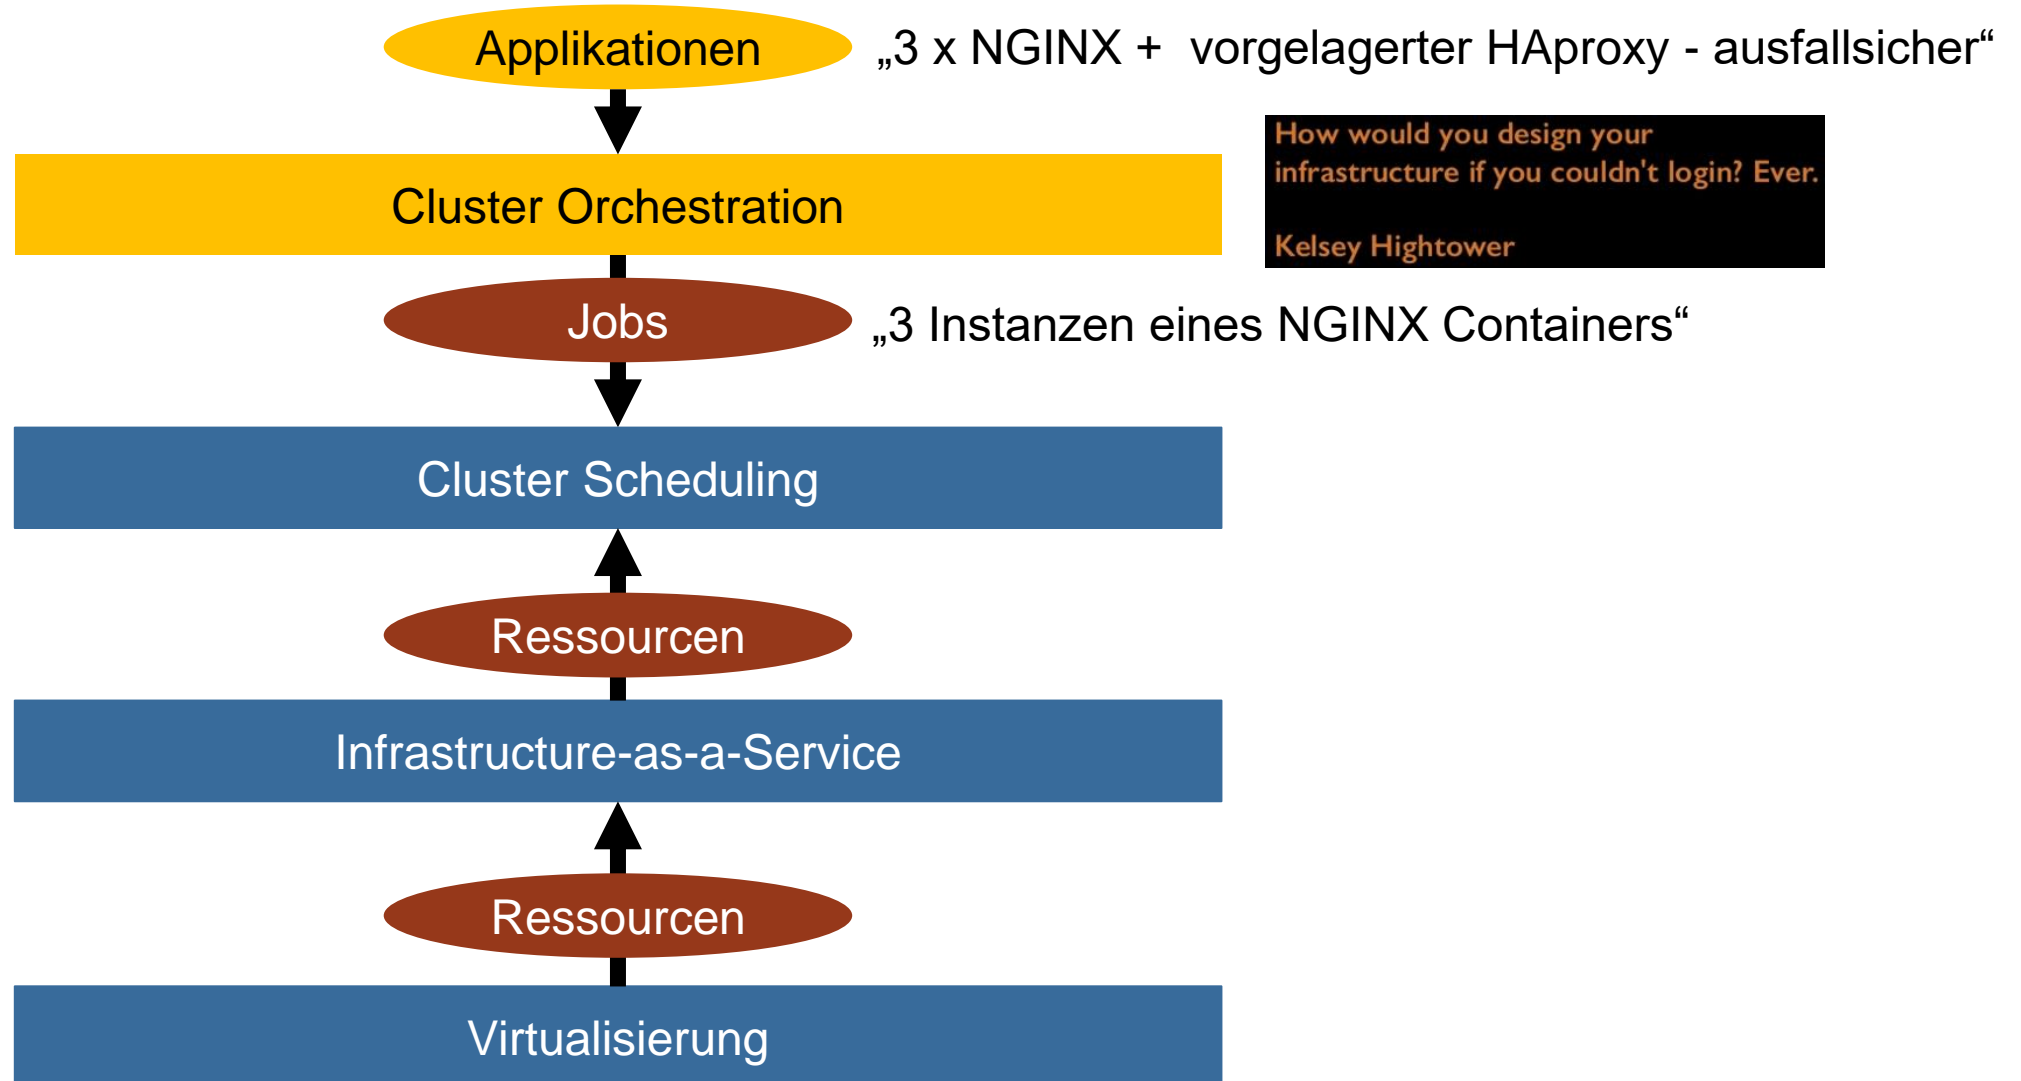 Applikationen
„3 x NGINX + vorgelagerter HAproxy - ausfallsicher“
How would you design your
infrastructure if you couldn't login? Ever.
Kelsey Hightower
Cluster Orchestration
Jobs
„3 Instanzen eines NGINX Containers“
Cluster Scheduling
Ressourcen
Infrastructure-as-a-Service
Ressourcen
Virtualisierung